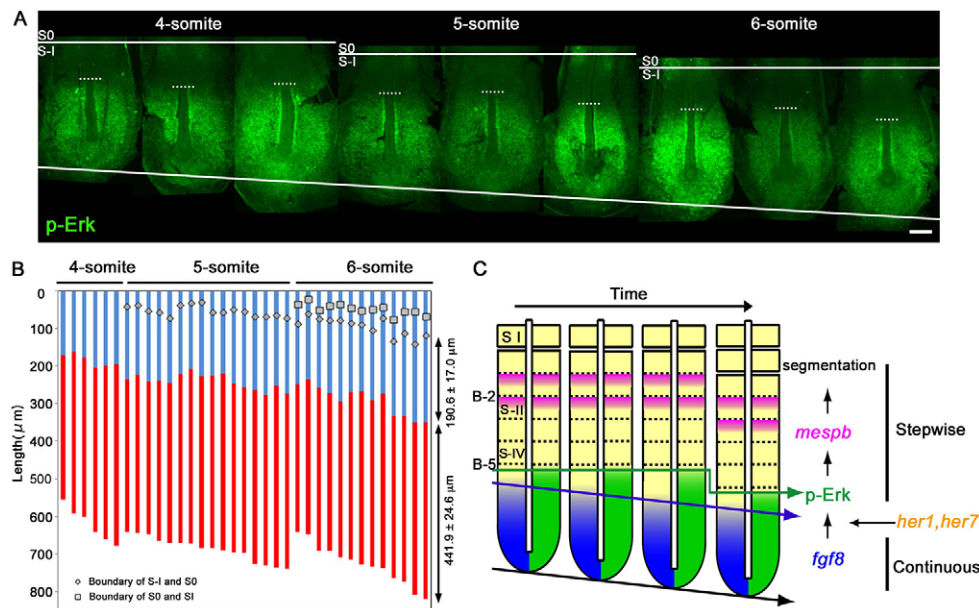 A
4-somite
5-somite
6-somite
S0
S-I
S0
S-I
S0
S-I
p-Erk
B
4-somite
5-somite
6-somite
Length(μm)
0
100
200
300
400
500
600
700
800
190.6 ± 17.0 μm
441.9 ± 24.6 μm
Boundary of S-I and S0
Boundary of S0 and SI
C
Time
S I
B-2
S-II
S-IV
B-5
segmentation
mespb
p-Erk
her1,her7
fgf8
Stepwise
Continuous